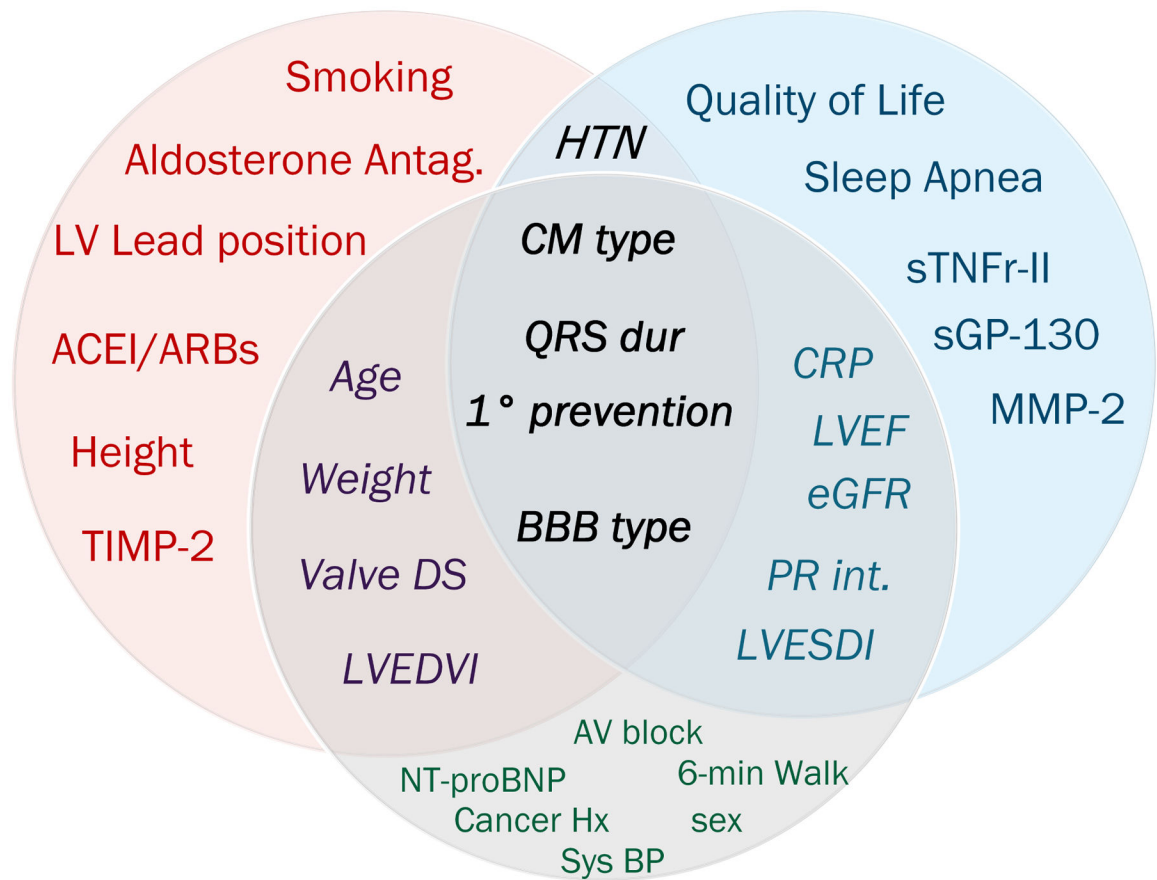 Smoking
Aldosterone Antag.
LV Lead position
ACEI/ARBs
Height
TIMP-2
HTN
Quality of Life
Sleep Apnea
sTNFr-II
sGP-130
MMP-2
CM type
QRS dur
1° prevention
BBB type
Age
Weight
Valve DS
LVEDVI
CRP
LVEF
eGFR
PR int.
LVESDI
AV block
NT-proBNP
6-min Walk
Cancer Hx
sex
Sys BP